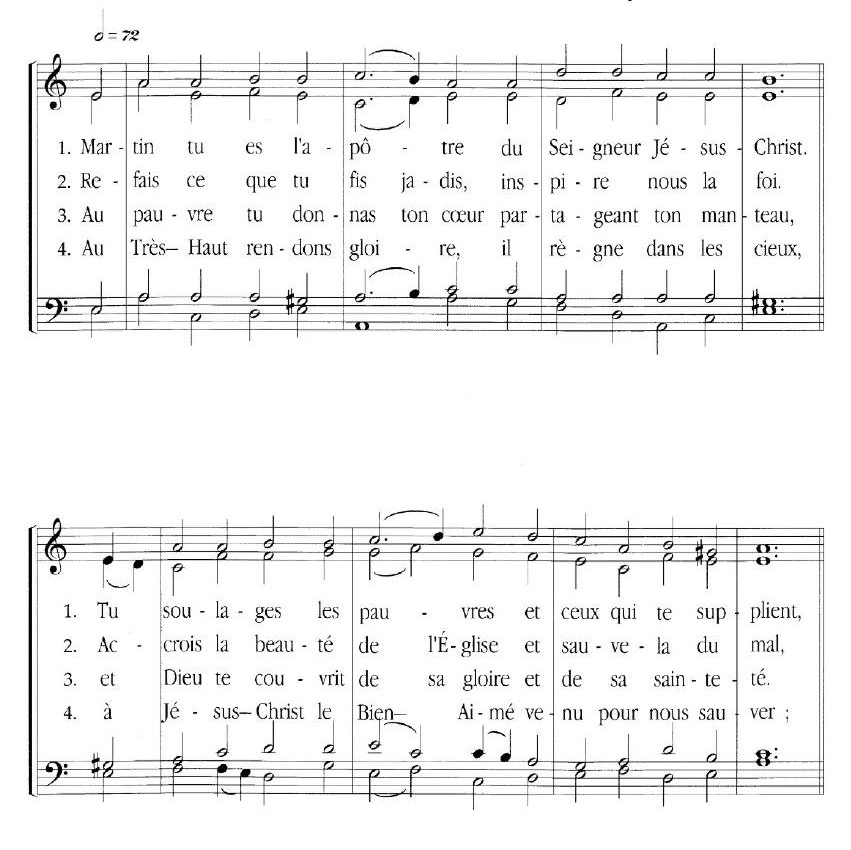 𝅗𝅥 = 72
1. Mar - tin tu es l'a - pô - tre du Sei - gneur Jé - sus - Christ.
2. Re - fais ce que tu fis ja - dis, ins - pi - re nous la foi.
3. Au pau - vre tu don - nas ton cœur par - ta - geant ton man - teau,
4. Au Très– Haut ren - dons gloi - re, il rè - gne dans les cieux,
1. Tu sou - la - ges les pau - vres et ceux qui te sup - plient,
2. Ac - crois la beau - té de l'É - glise et sau - ve - la du mal,
3. et Dieu te cou - vrit de sa gloire et de sa sain - te - té.
4. à Jé - sus– Christ le Bien– Ai - mé ve - nu pour nous sau - ver ;